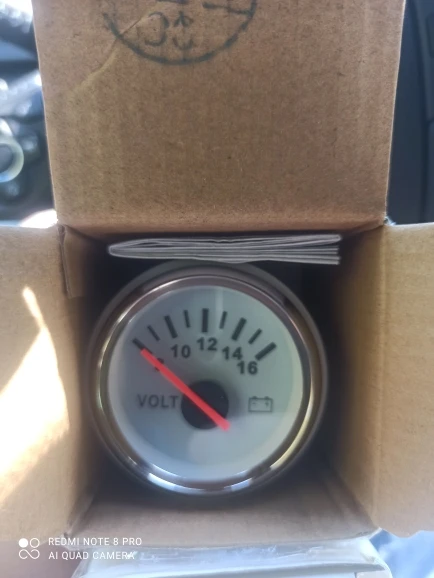 10 12 14 16
VOLT
REDMI NOTE 8 PRO
AI QUAD CAMERA